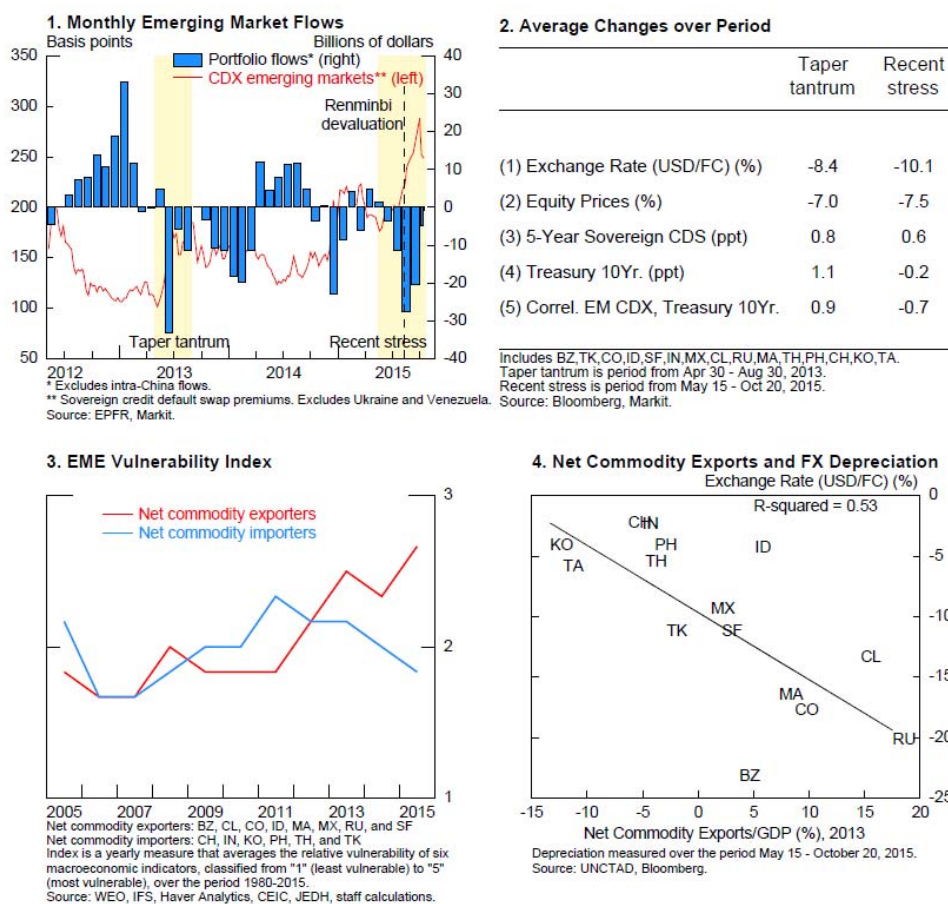 1. Monthly Emerging Market Flows
Basis points
Billions of dollars
Portfolio flows* (right)
CDX emerging markets** (left)
Renminbi
devaluation
350
300
250
200
150
100
50
40
30
20
10
0
-10
-20
-30
-40
Taper tantrum
Recent stress
2012
2013
2014
2015
* Excludes intra-China flows.
** Sovereign credit default swap premiums. Excludes Ukraine and Venezuela.
Source: EPFR, Markit.
2. Average Changes over Period
Taper tantrum
Recent stress
(1) Exchange Rate (USD/FC) (%) -8.4 -10.1
(2) Equity Prices (%) -7.0 -7.5
(3) 5-Year Sovereign CDS (ppt) 0.8 0.6
(4) Treasury 10Yr. (ppt) 1.1 -0.2
(5) Correl. EM CDX, Treasury 10Yr. 0.9 -0.7
Includes BZ,TK,CO,ID,SF,IN,MX,CL,RU,MA,TH,PH,CH,KO,TA.
Taper tantrum is period from Apr 30 - Aug 30, 2013.
Recent stress is period from May 15 - Oct 20, 2015.
Source: Bloomberg, Markit.
3. EME Vulnerability Index
Net commodity exporters
Net commodity importers
3
2
1
2005
2007
2009
2011
2013
2015
Net commodity exporters: BZ, CL, CO, ID, MA, MX, RU, and SF
Net commodity importers: CH, IN, KO, PH, TH, and TK
Index is a yearly measure that averages the relative vulnerability of six
macroeconomic indicators, classified from "1" (least vulnerable) to "5"
(most vulnerable), over the period 1980-2015.
Source: WEO, IFS, Haver Analytics, CEIC, JEDH, staff calculations.
4. Net Commodity Exports and FX Depreciation
Exchange Rate (USD/FC) (%)
R-squared = 0.53
0
-5
-10
-15
-20
-25
CH
IN
KO
PH
ID
TH
TA
MX
TK
SF
CL
MA
CO
RU
BZ
-15
-10
-5
0
5
10
15
20
Net Commodity Exports/GDP (%), 2013
Depreciation measured over the period May 15 - October 20, 2015.
Source: UNCTAD, Bloomberg.